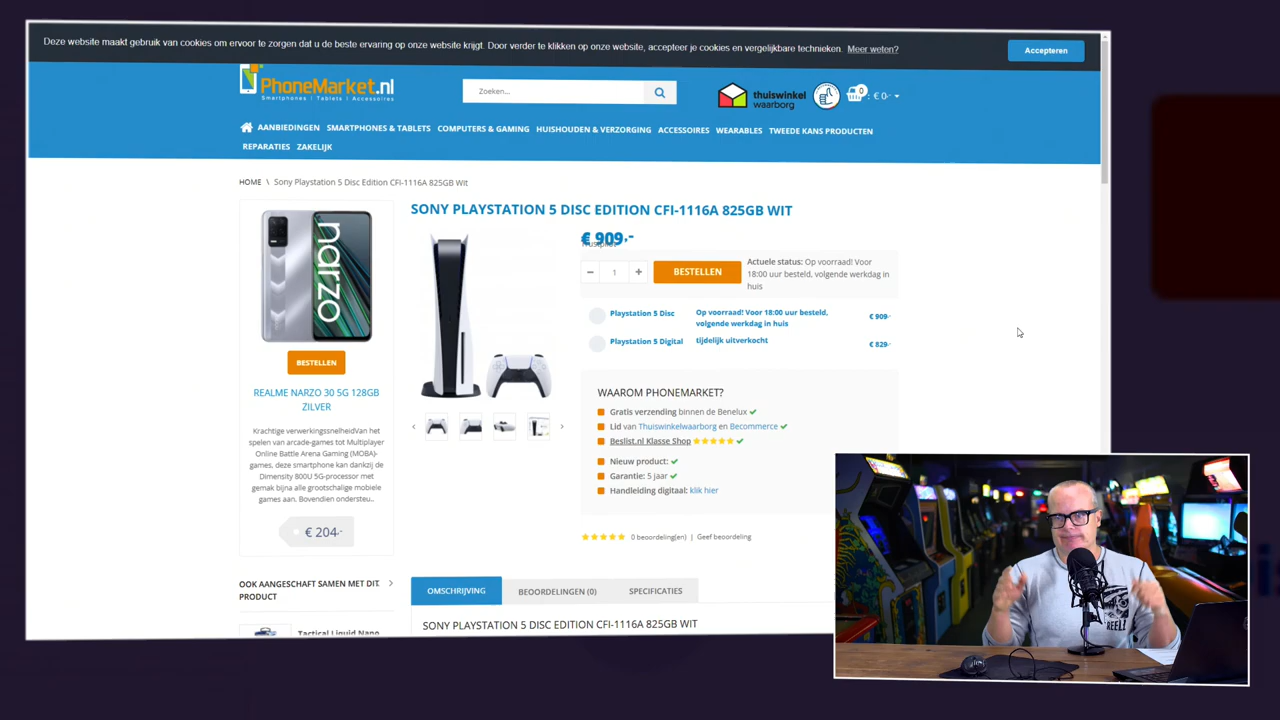 Deze website maakt gebruik van cookies om ervoor te zorgen dat u de beste ervaring op onze website krijgt. Door verder te klikken op onze website, accepteer je cookies en vergelijkbare technieken. Meer weten?
Accepteren
PhoneMarket.nl
Smartphones | Tablets | Accessoires
Zoeken...
thuiswinkel
waarborg
0
: € 0,-
AANBIEDINGEN SMARTPHONES & TABLETS COMPUTERS & GAMING HUISHOUDEN & VERZORGING ACCESSOIRES WEARABLES TWEEDE KANS PRODUCTEN
REPARATIES ZAKELIJK
HOME \ Sony Playstation 5 Disc Edition CFI-1116A 825GB Wit
narzo
BESTELLEN
REALME NARZO 30 5G 128GB
ZILVER
Krachtige verwerkingssnelheidVan het
spelen van arcade-games tot Multiplayer
Online Battle Arena Gaming (MOBA)-
games, deze smartphone kan dankzij de
Dimensity 800U 5G-processor met
gemak bijna alle grootschalige mobiele
games aan. Bovendien ondersteu..
€ 204,-
OOK AANGESCHAFT SAMEN MET DIT
PRODUCT
Tactical Liquid Nano
SONY PLAYSTATION 5 DISC EDITION CFI-1116A 825GB WIT
€ 909,-
Trustpilot
− 1 +
BESTELLEN
Actuele status: Op voorraad! Voor
18:00 uur besteld, volgende werkdag in
huis
Playstation 5 Disc
Op voorraad! Voor 18:00 uur besteld,
volgende werkdag in huis
€ 909,-
Playstation 5 Digital
tijdelijk uitverkocht
€ 829,-
WAAROM PHONEMARKET?
Gratis verzending binnen de Benelux
Lid van Thuiswinkelwaarborg en Becommerce
Beslist.nl Klasse Shop
Nieuw product:
Garantie: 5 jaar
Handleiding digitaal: klik hier
0 beoordeling(en) | Geef beoordeling
OMSCHRIJVING
BEOORDELINGEN (0)
SPECIFICATIES
SONY PLAYSTATION 5 DISC EDITION CFI-1116A 825GB WIT